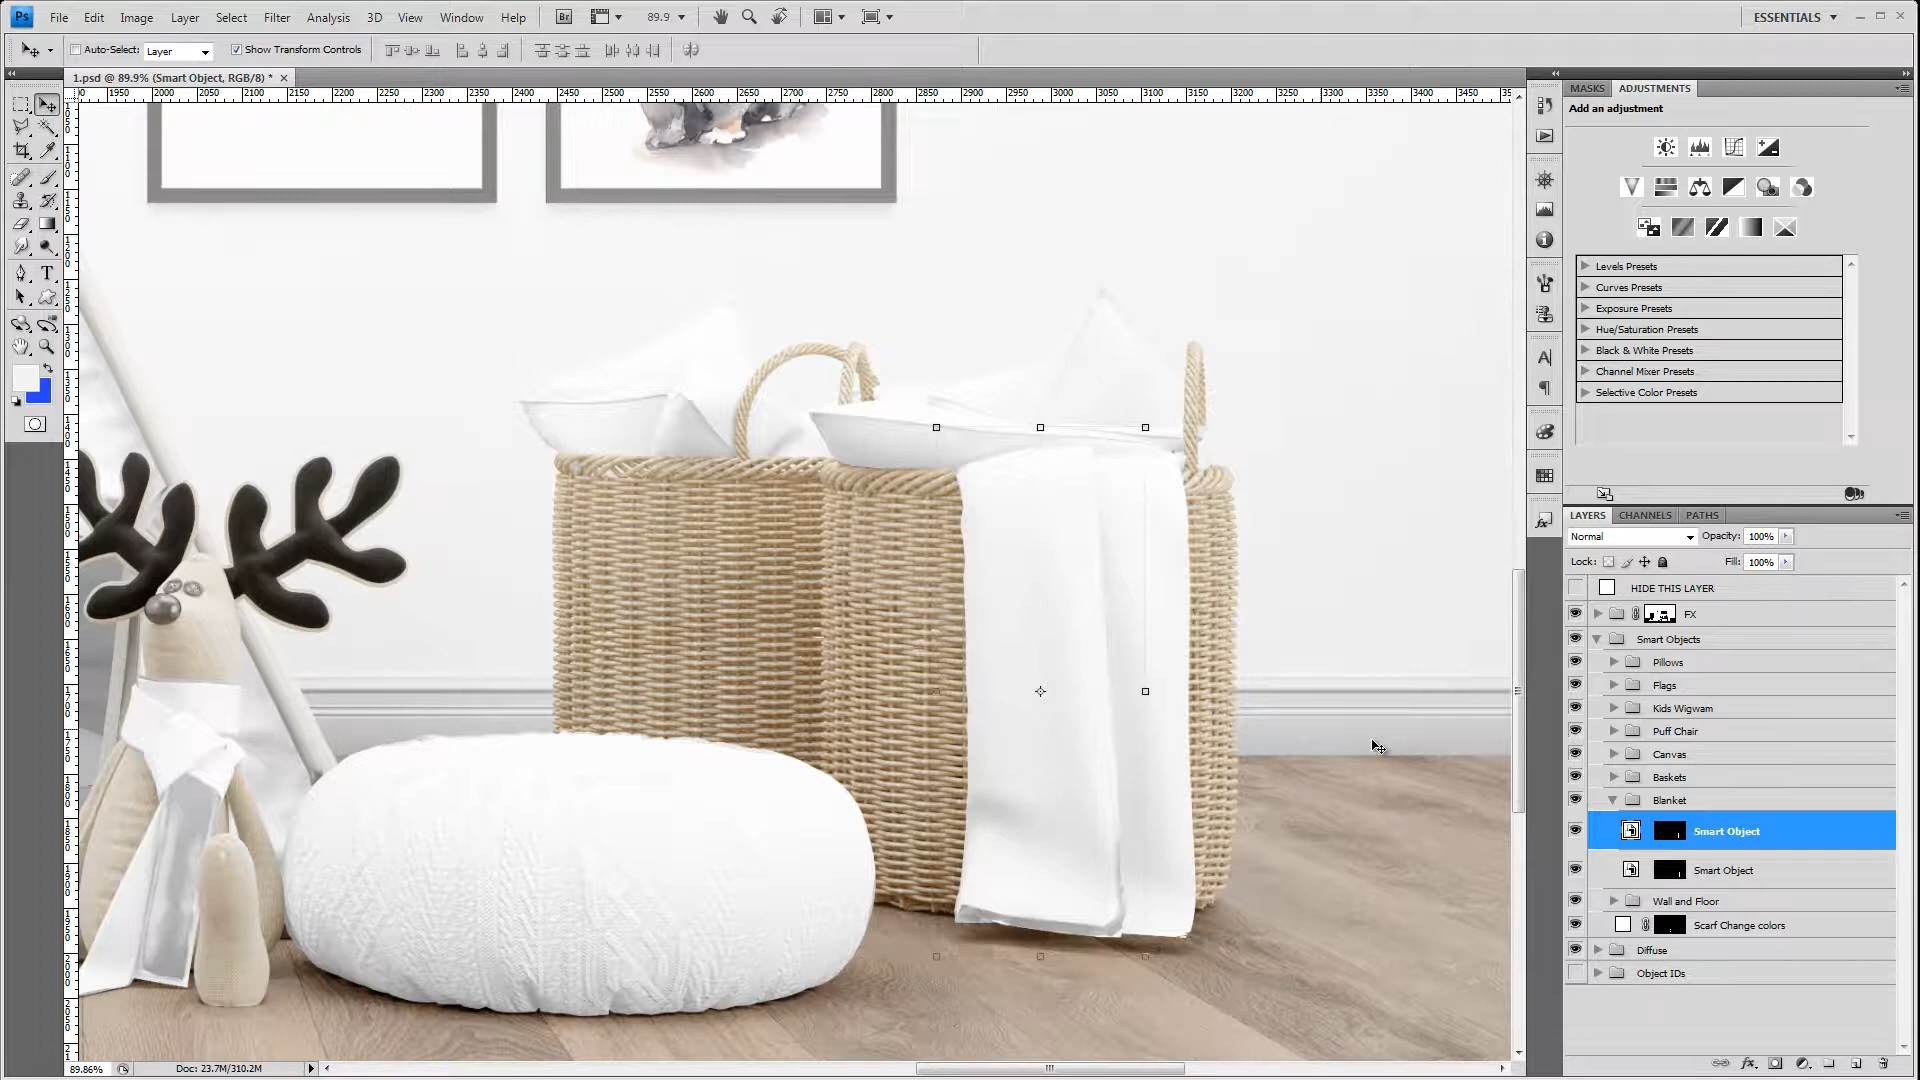 Ps File Edit Image Layer Select Filter Analysis 3D View Window Help Br 89.9 ESSENTIALS
Auto-Select: Layer Show Transform Controls
1.psd @ 89.9% (Smart Object, RGB/8) *
1950 2000 2050 2100 2150 2200 2250 2300 2350 2400 2450 2500 2550 2600 2650 2700 2750 2800 2850 2900 2950 3000 3050 3100 3150 3200 3250 3300 3350 3400 3450
MASKS ADJUSTMENTS
Add an adjustment
Levels Presets
Curves Presets
Exposure Presets
Hue/Saturation Presets
Black & White Presets
Channel Mixer Presets
Selective Color Presets
LAYERS CHANNELS PATHS
Normal Opacity: 100%
Lock: Fill: 100%
HIDE THIS LAYER
FX
Smart Objects
Pillows
Flags
Kids Wigwam
Puff Chair
Canvas
Baskets
Blanket
Smart Object
Smart Object
Wall and Floor
Scarf Change colors
Diffuse
Object IDs
89.86% Doc: 23.7M/310.2M